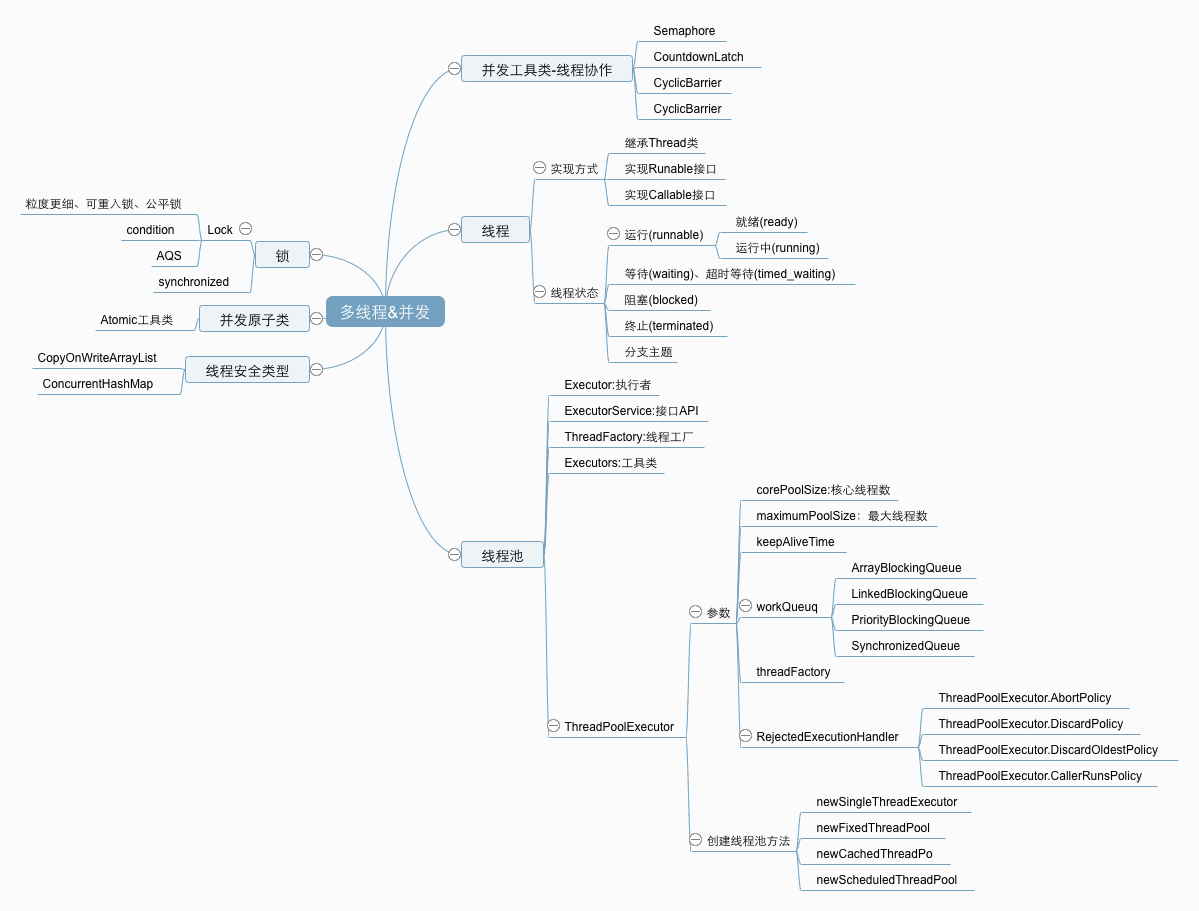 多线程&并发
并发工具类-线程协作
Semaphore
CountdownLatch
CyclicBarrier
CyclicBarrier
线程
实现方式
继承Thread类
实现Runable接口
实现Callable接口
线程状态
运行(runnable)
就绪(ready)
运行中(running)
等待(waiting)、超时等待(timed_waiting)
阻塞(blocked)
终止(terminated)
分支主题
线程池
Executor:执行者
ExecutorService:接口API
ThreadFactory:线程工厂
Executors:工具类
ThreadPoolExecutor
参数
corePoolSize:核心线程数
maximumPoolSize：最大线程数
keepAliveTime
workQueuq
ArrayBlockingQueue
LinkedBlockingQueue
PriorityBlockingQueue
SynchronizedQueue
threadFactory
RejectedExecutionHandler
ThreadPoolExecutor.AbortPolicy
ThreadPoolExecutor.DiscardPolicy
ThreadPoolExecutor.DiscardOldestPolicy
ThreadPoolExecutor.CallerRunsPolicy
创建线程池方法
newSingleThreadExecutor
newFixedThreadPool
newCachedThreadPo
newScheduledThreadPool
锁
Lock
粒度更细、可重入锁、公平锁
condition
AQS
synchronized
并发原子类
Atomic工具类
线程安全类型
CopyOnWriteArrayList
ConcurrentHashMap